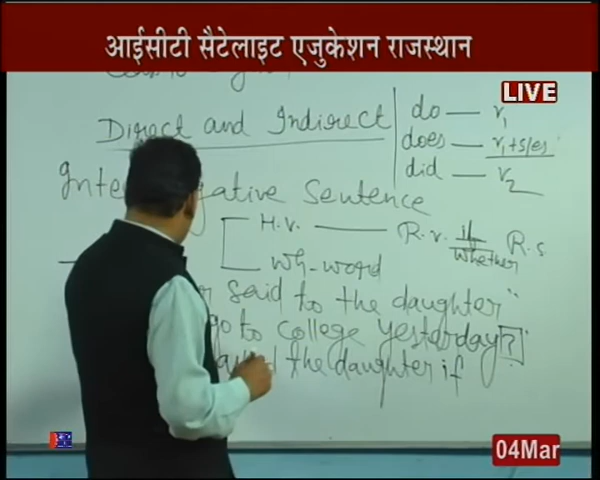 आईसीटी सैटेलाइट एजुकेशन राजस्थान
LIVE
Direct and Indirect
do — v1
does — v1+s/es
did — v2
Sentence
H.v. — R.v. if whether R.s
Wh-word
said to the daughter "
go to college yesterday ?
the daughter if
04Mar